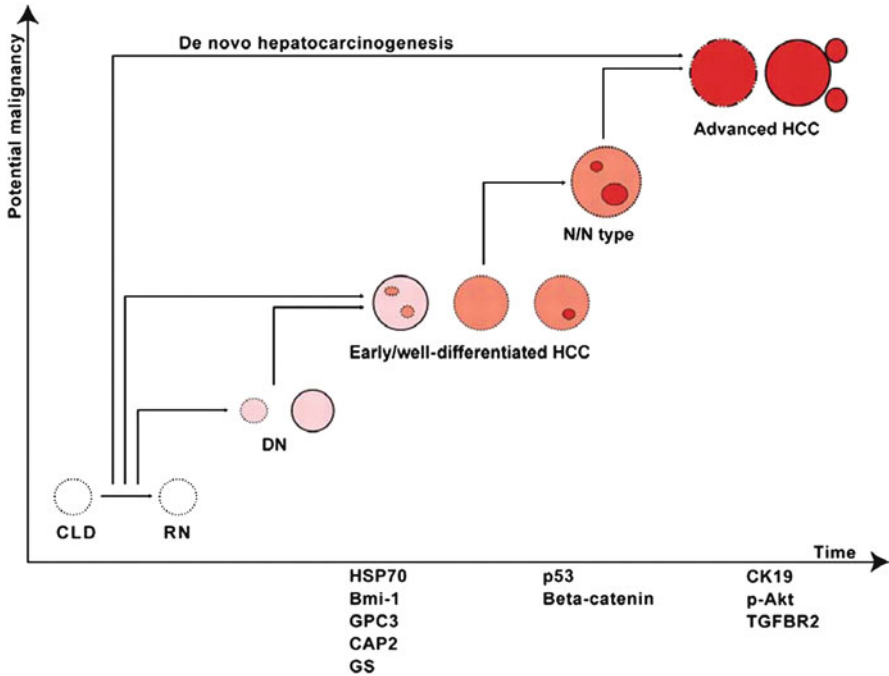 Potential malignancy
De novo hepatocarcinogenesis
Advanced HCC
N/N type
Early/well-differentiated HCC
DN
CLD
RN
Time
HSP70
Bmi-1
GPC3
CAP2
GS
p53
Beta-catenin
CK19
p-Akt
TGFBR2